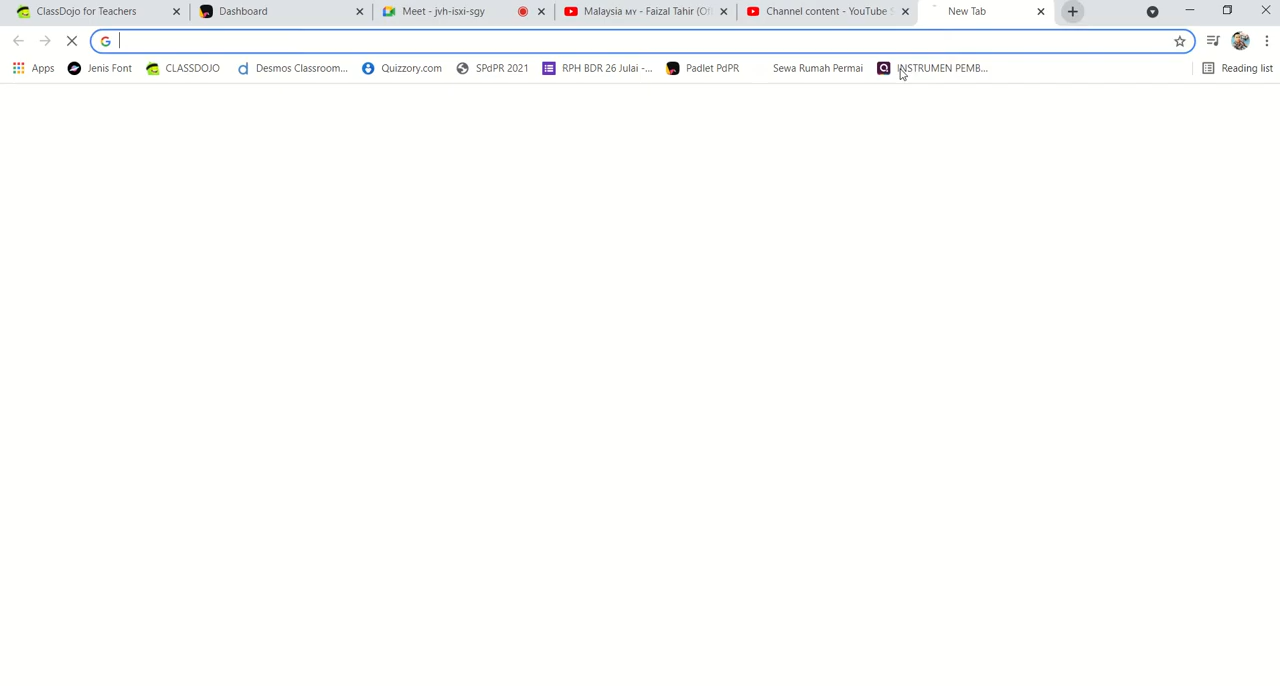 ClassDojo for Teachers Dashboard Meet - jvh-isxi-sgy Malaysia ᴍʏ - Faizal Tahir (Of Channel content - YouTube S New Tab
Apps Jenis Font CLASSDOJO Desmos Classroom... Quizzory.com SPdPR 2021 RPH BDR 26 Julai -... Padlet PdPR Sewa Rumah Permai INSTRUMEN PEMB... Reading list